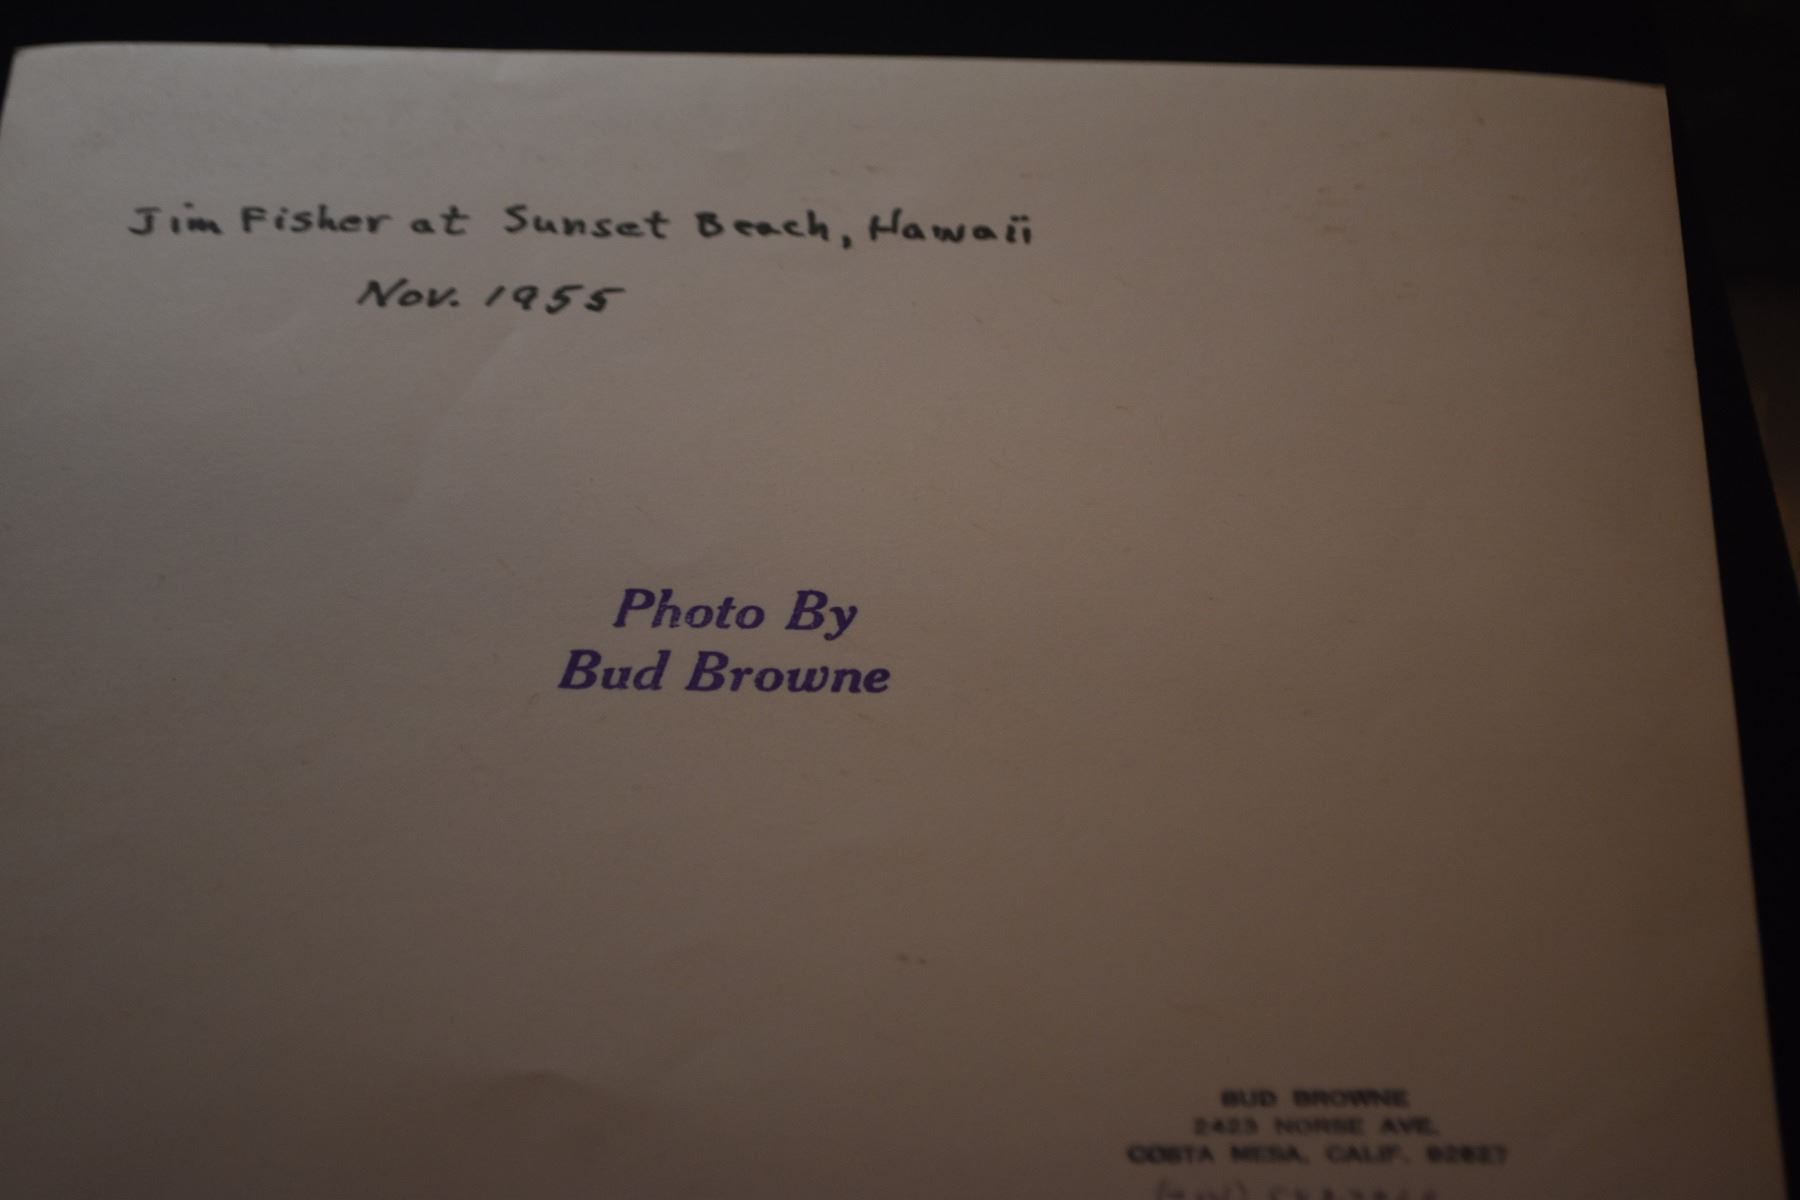 Jim Fisher at Sunset Beach, Hawaii
Nov. 1955
Photo By
Bud Browne
BUD BROWNE
2423 NORSE AVE.
COSTA MESA, CALIF. 92627